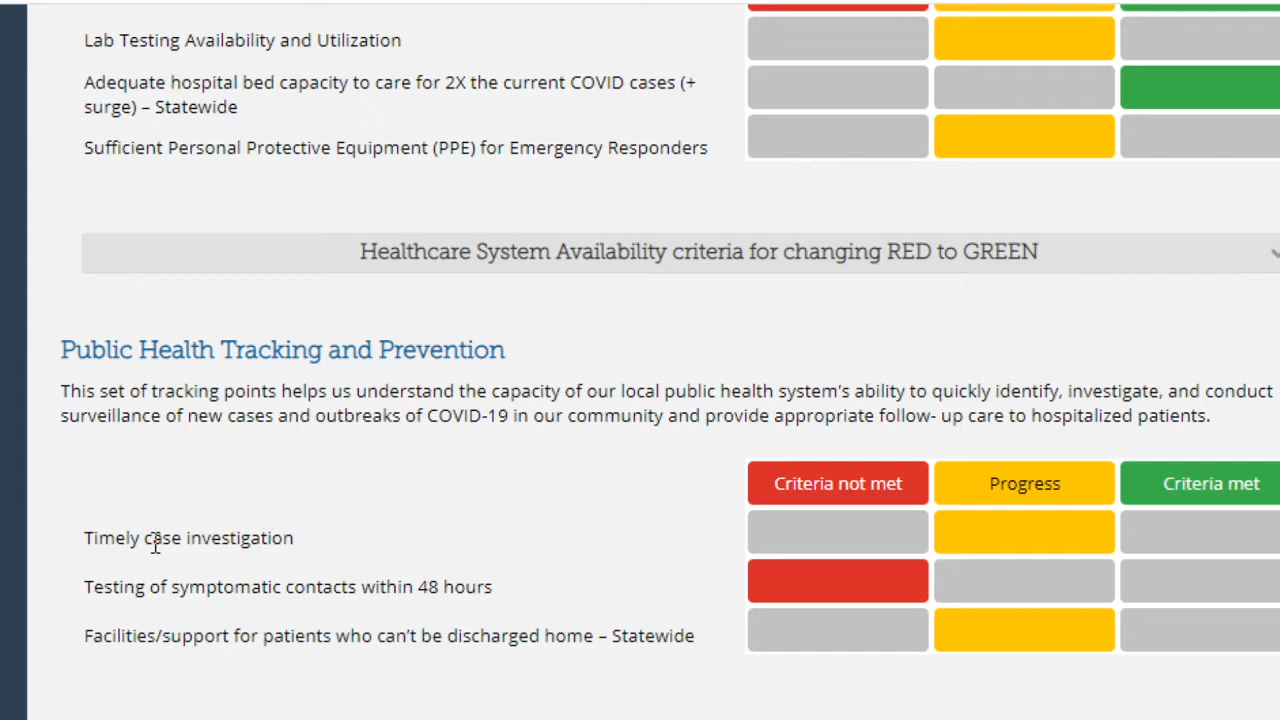 Lab Testing Availability and Utilization
Adequate hospital bed capacity to care for 2X the current COVID cases (+
surge) – Statewide
Sufficient Personal Protective Equipment (PPE) for Emergency Responders
Healthcare System Availability criteria for changing RED to GREEN
Public Health Tracking and Prevention
This set of tracking points helps us understand the capacity of our local public health system’s ability to quickly identify, investigate, and conduct
surveillance of new cases and outbreaks of COVID-19 in our community and provide appropriate follow- up care to hospitalized patients.
Criteria not met Progress Criteria met
Timely case investigation
Testing of symptomatic contacts within 48 hours
Facilities/support for patients who can’t be discharged home – Statewide